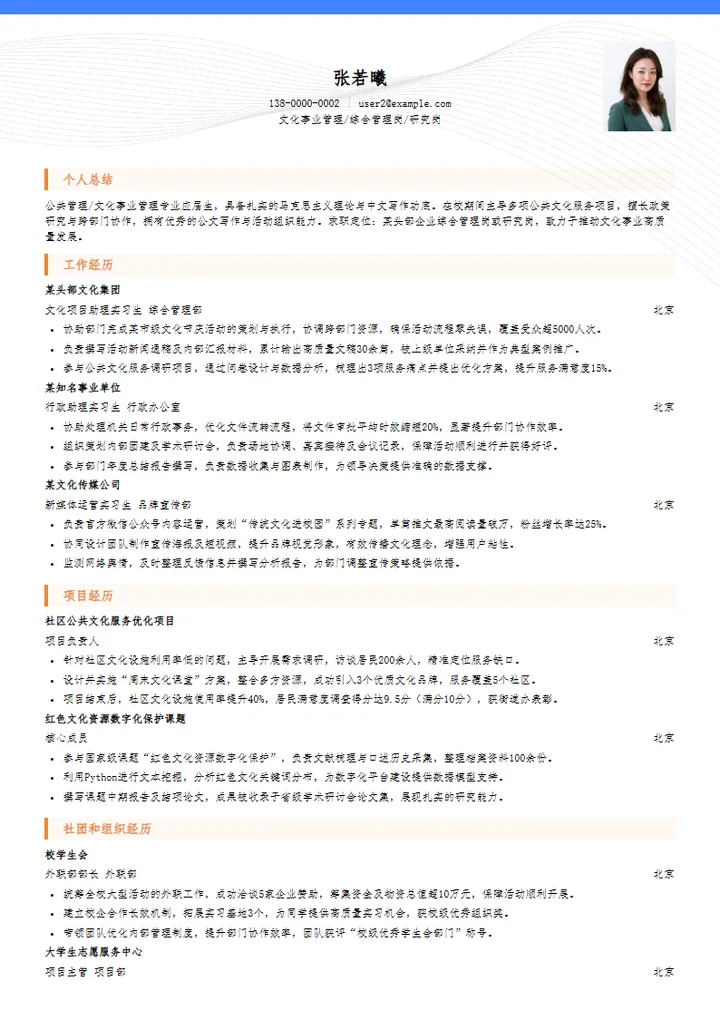 张若曦
138-0000-0002 | user2@example.com
文化事业管理/综合管理岗/研究岗
个人总结
公共管理/文化事业管理专业应届生，具备扎实的马克思主义理论与中文写作功底。在校期间主导多项公共文化服务项目，擅长政策
研究与跨部门协作，拥有优秀的公文写作与活动组织能力。求职定位：某头部企业综合管理岗或研究岗，致力于推动文化事业高质
量发展。
工作经历
某头部文化集团
文化项目助理实习生 综合管理部 北京
• 协助部门完成某市级文化节庆活动的策划与执行，协调跨部门资源，确保活动流程零失误，覆盖受众超5000人次。
• 负责撰写活动新闻通稿及内部汇报材料，累计输出高质量文稿30余篇，被上级单位采纳并作为典型案例推广。
• 参与公共文化服务调研项目，通过问卷设计与数据分析，梳理出3项服务痛点并提出优化方案，提升服务满意度15%。
某知名事业单位
行政助理实习生 行政办公室 北京
• 协助处理机关日常行政事务，优化文件流转流程，将文件审批平均时效缩短20%，显著提升部门协作效率。
• 组织策划内部团建及学术研讨会，负责场地协调、嘉宾接待及会议记录，保障活动顺利进行并获得好评。
• 参与部门年度总结报告撰写，负责数据收集与图表制作，为领导决策提供准确的数据支撑。
某文化传媒公司
新媒体运营实习生 品牌宣传部 北京
• 负责官方微信公众号内容运营，策划“传统文化进校园”系列专题，单篇推文最高阅读量破万，粉丝增长率达25%。
• 协同设计团队制作宣传海报及短视频，提升品牌视觉形象，有效传播文化理念，增强用户粘性。
• 监测网络舆情，及时整理反馈信息并撰写分析报告，为部门调整宣传策略提供依据。
项目经历
社区公共文化服务优化项目
项目负责人 北京
• 针对社区文化设施利用率低的问题，主导开展需求调研，访谈居民200余人，精准定位服务缺口。
• 设计并实施“周末文化课堂”方案，整合多方资源，成功引入3个优质文化品牌，服务覆盖5个社区。
• 项目结束后，社区文化设施使用率提升40%，居民满意度调查得分达9.5分（满分10分），获街道办表彰。
红色文化资源数字化保护课题
核心成员 北京
• 参与国家级课题“红色文化资源数字化保护”，负责文献梳理与口述历史采集，整理档案资料100余份。
• 利用Python进行文本挖掘，分析红色文化关键词分布，为数字化平台建设提供数据模型支持。
• 撰写课题中期报告及结项论文，成果被收录于省级学术研讨会论文集，展现扎实的研究能力。
社团和组织经历
校学生会
外联部部长 外联部 北京
• 统筹全校大型活动的外联工作，成功洽谈5家企业赞助，筹集资金及物资总值超10万元，保障活动顺利开展。
• 建立校企合作长效机制，拓展实习基地3个，为同学提供高质量实习机会，获校级优秀组织奖。
• 带领团队优化内部管理制度，提升部门协作效率，团队获评“校级优秀学生会部门”称号。
大学生志愿服务中心
项目主管 项目部 北京